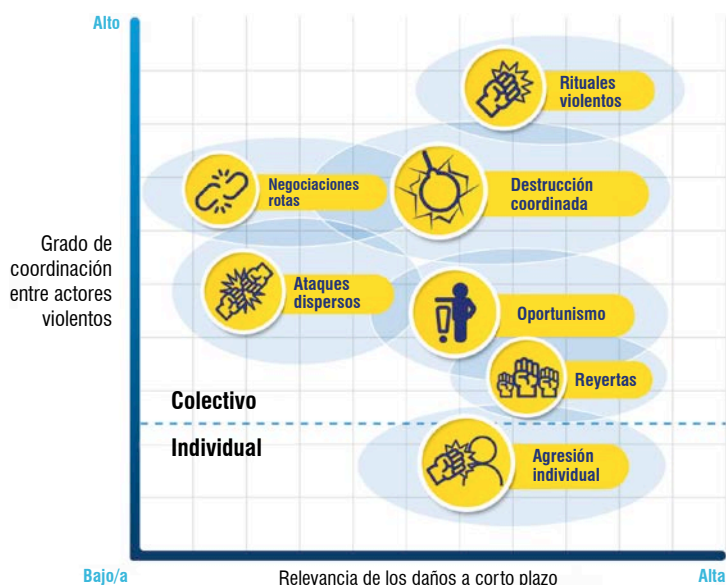 Alto
Rituales
violentos
Negociaciones
rotas
Destrucción
coordinada
Grado de
coordinación
entre actores
violentos
Ataques
dispersos
Oportunismo
Reyertas
Colectivo
Individual
Agresión
individual
Bajo/a
Relevancia de los daños a corto plazo
Alta